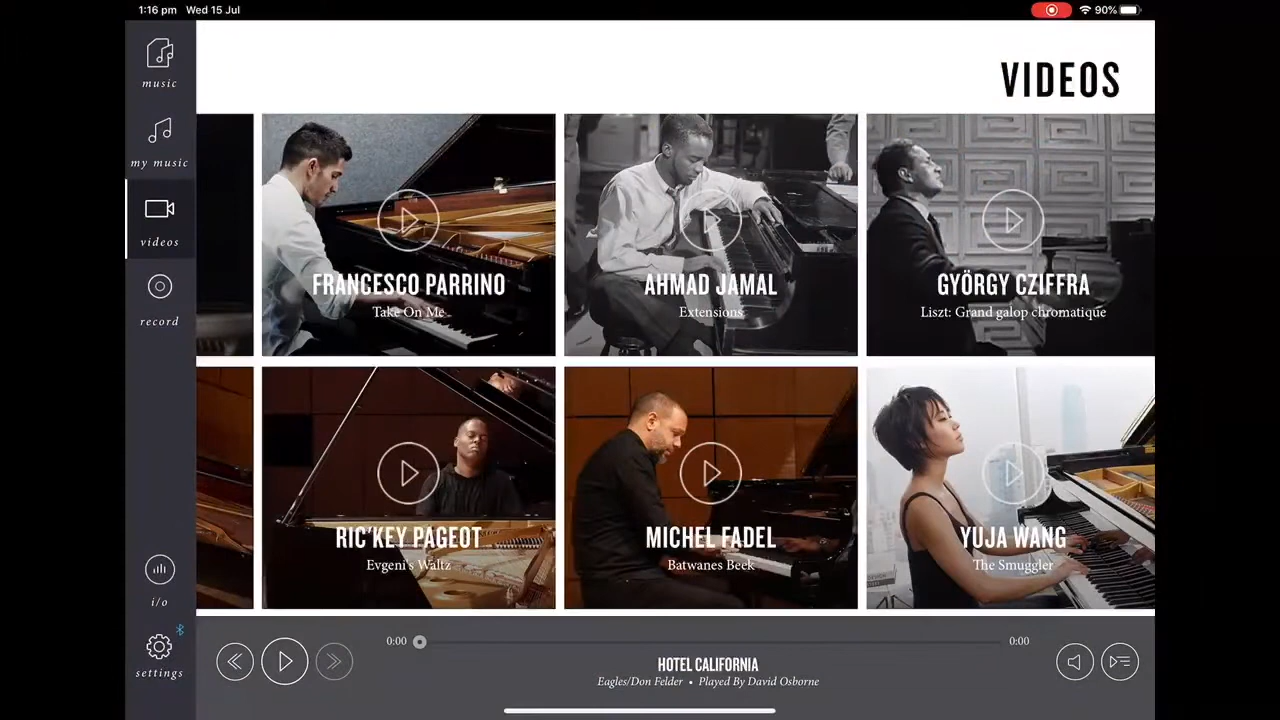 1:16 pm Wed 15 Jul
90%
music
my music
videos
record
i/o
settings
VIDEOS
FRANCESCO PARRINO
Take On Me
AHMAD JAMAL
Extensions
GYÖRGY CZIFFRA
Liszt: Grand galop chromatique
RIC'KEY PAGEOT
Evgeni's Waltz
MICHEL FADEL
Batwanes Beek
YUJA WANG
The Smuggler
0:00
0:00
HOTEL CALIFORNIA
Eagles/Don Felder • Played By David Osborne